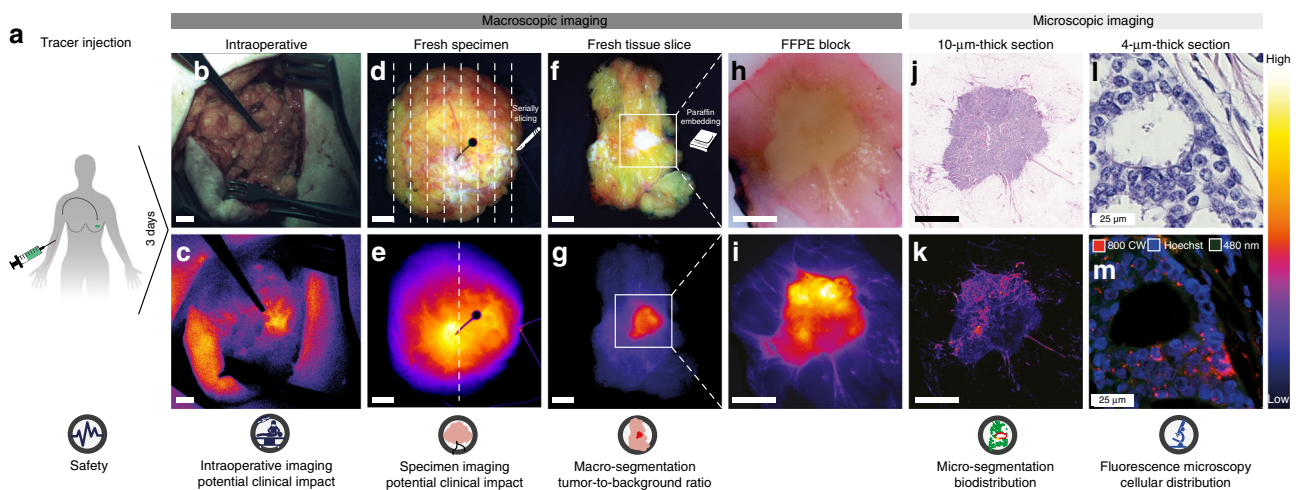 Macroscopic imaging
Microscopic imaging
a
Tracer injection
Intraoperative
Fresh specimen
Fresh tissue slice
FFPE block
10-μm-thick section
4-μm-thick section
High
b
d
f
h
j
l
Serially
slicing
Paraffin
embedding
25 μm
3 days
c
e
g
i
k
800 CW
Hoechst
480 nm
m
25 μm
Low
Safety
Intraoperative imaging
potential clinical impact
Specimen imaging
potential clinical impact
Macro-segmentation
tumor-to-background ratio
Micro-segmentation
biodistribution
Fluorescence microscopy
cellular distribution